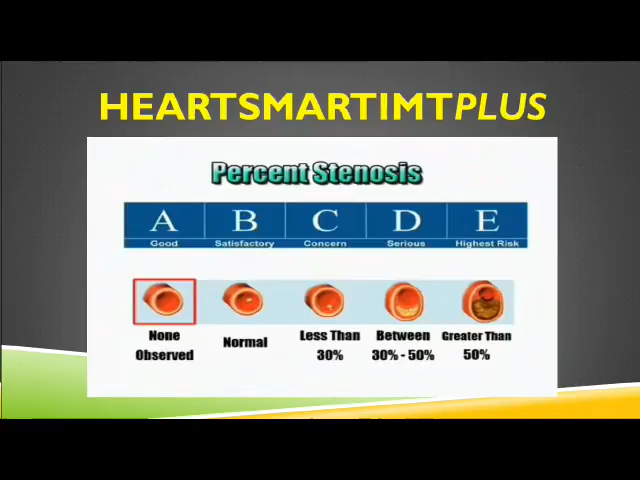 HEARTSMARTIMTPLUS
Percent Stenosis
A B C D E
Good Satisfactory Concern Serious Highest Risk
None Observed
Normal
Less Than 30%
Between 30% - 50%
Greater Than 50%